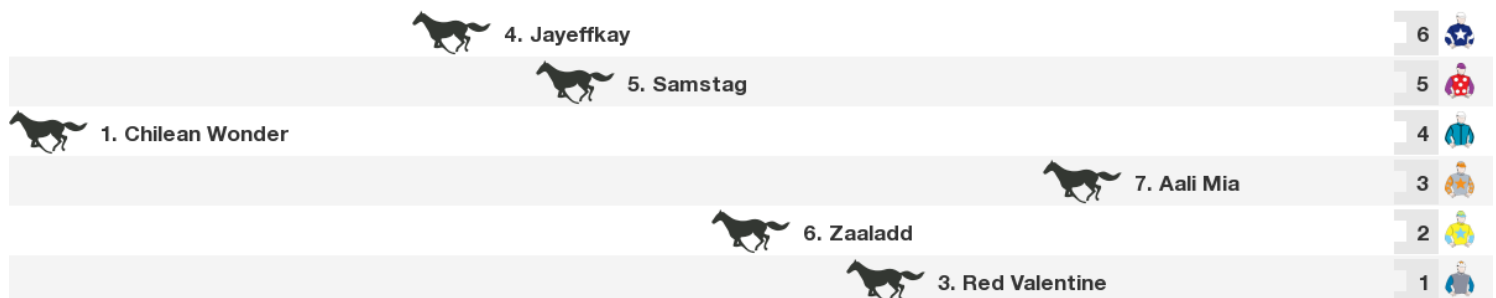 4. Jayeffkay 6
5. Samstag 5
1. Chilean Wonder 4
7. Aali Mia 3
6. Zaaladd 2
3. Red Valentine 1